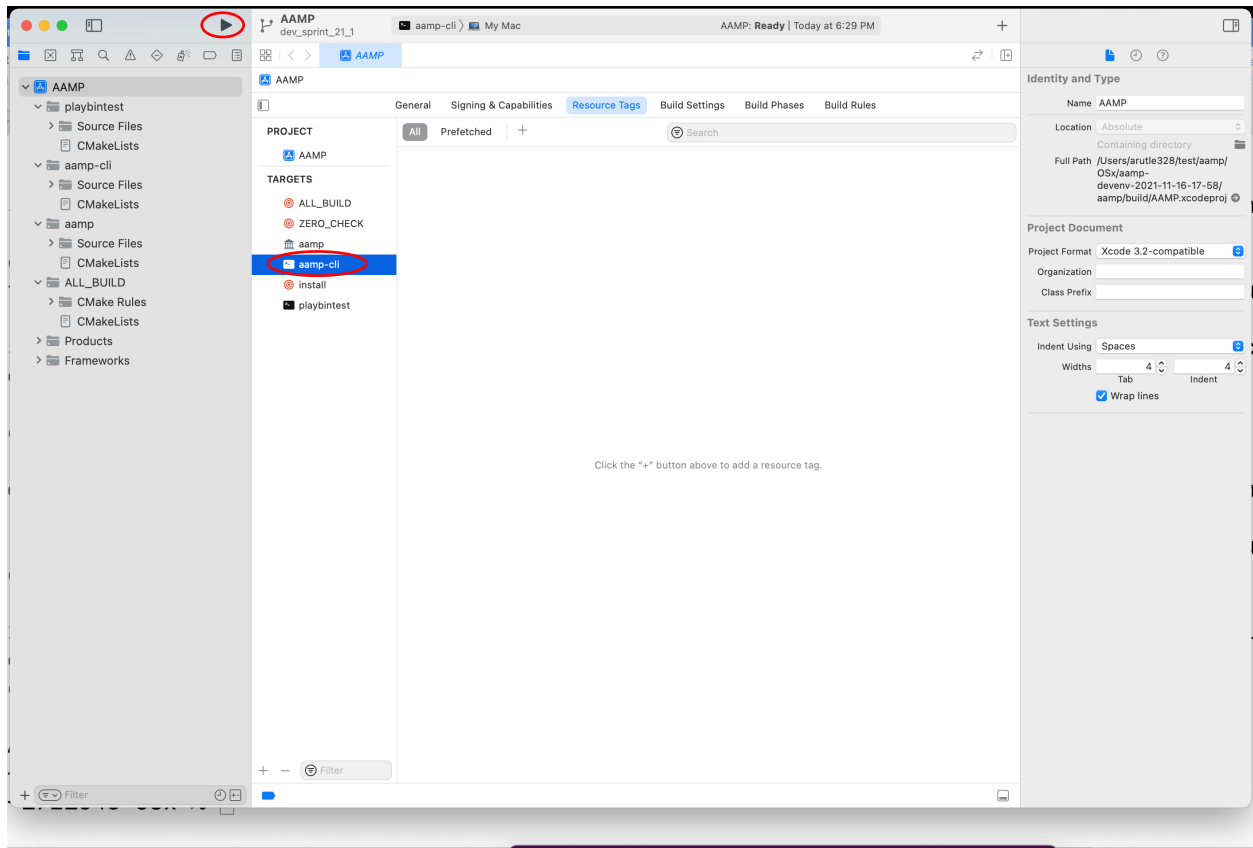 AAMP
dev_sprint_21_1
aamp-cli 〉 My Mac
AAMP: Ready | Today at 6:29 PM
AAMP
AAMP
playbintest
Source Files
CMakeLists
aamp-cli
Source Files
CMakeLists
aamp
Source Files
CMakeLists
ALL_BUILD
CMake Rules
CMakeLists
Products
Frameworks
Filter
AAMP
General Signing & Capabilities Resource Tags Build Settings Build Phases Build Rules
PROJECT
AAMP
TARGETS
ALL_BUILD
ZERO_CHECK
aamp
aamp-cli
install
playbintest
Filter
All Prefetched + Search
Click the "+" button above to add a resource tag.
Identity and Type
Name AAMP
Location Absolute
Containing directory
Full Path /Users/arutle328/test/aamp/
OSx/aamp-
devenv-2021-11-16-17-58/
aamp/build/AAMP.xcodeproj
Project Document
Project Format Xcode 3.2-compatible
Organization
Class Prefix
Text Settings
Indent Using Spaces
Widths 4 4
Tab Indent
Wrap lines